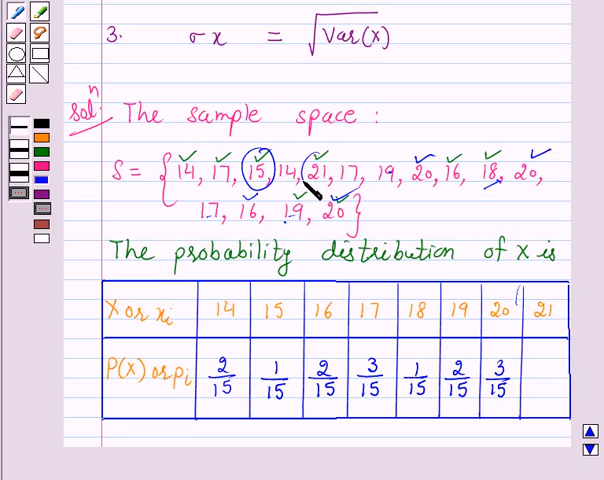 3. σx = √Var(x)
Solⁿ: The sample space :
S = {14, 17, 15, 14, 21, 17, 19, 20, 16, 18, 20,
17, 16, 19, 20}
The probability distribution of x is
X or xi 14 15 16 17 18 19 20 21
P(X) or pi 2/15 1/15 2/15 3/15 1/15 2/15 3/15